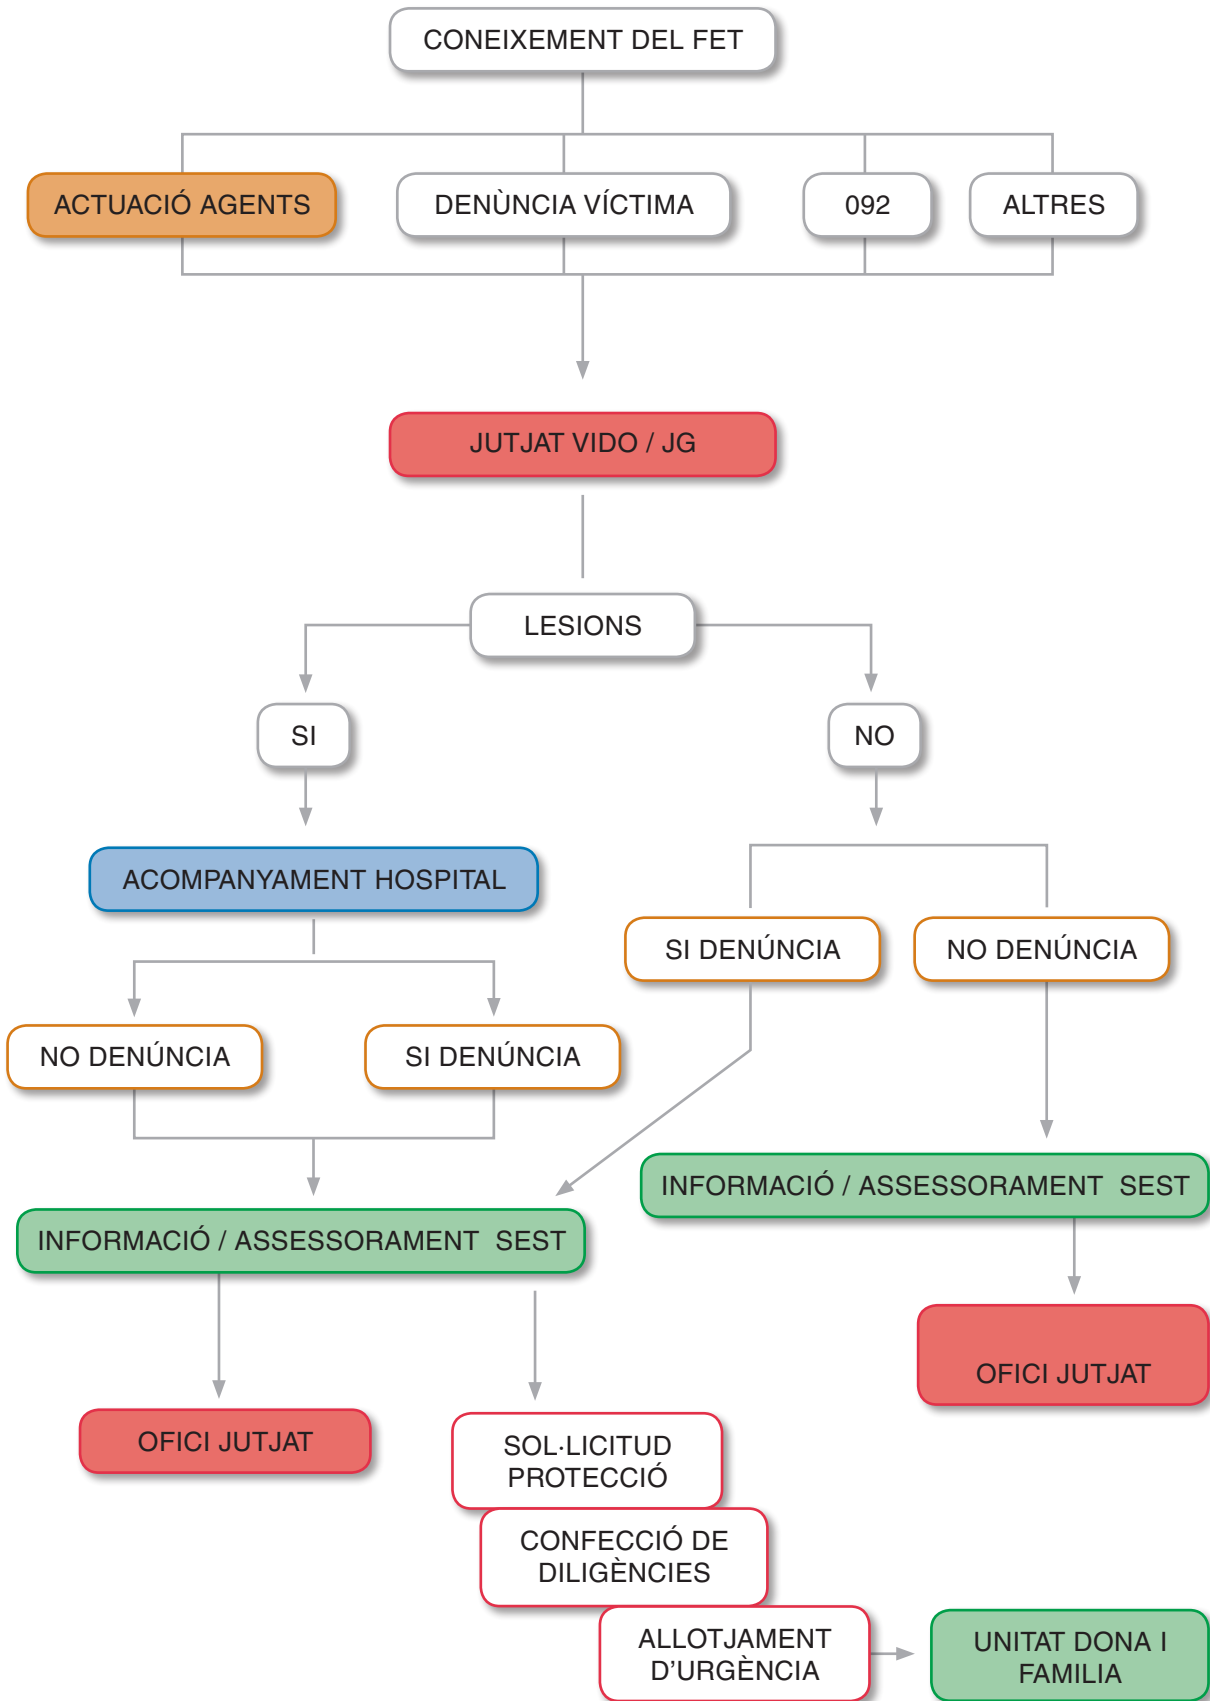 CONEIXEMENT DEL FET
ACTUACIÓ AGENTS
DENÙNCIA VÍCTIMA
092
ALTRES
JUTJAT VIDO / JG
LESIONS
SI
NO
ACOMPANYAMENT HOSPITAL
SI DENÚNCIA
NO DENÚNCIA
NO DENÚNCIA
SI DENÚNCIA
INFORMACIÓ / ASSESSORAMENT SEST
INFORMACIÓ / ASSESSORAMENT SEST
OFICI JUTJAT
OFICI JUTJAT
SOL·LICITUD
PROTECCIÓ
CONFECCIÓ DE
DILIGÈNCIES
ALLOTJAMENT
D'URGÈNCIA
UNITAT DONA I
FAMILIA